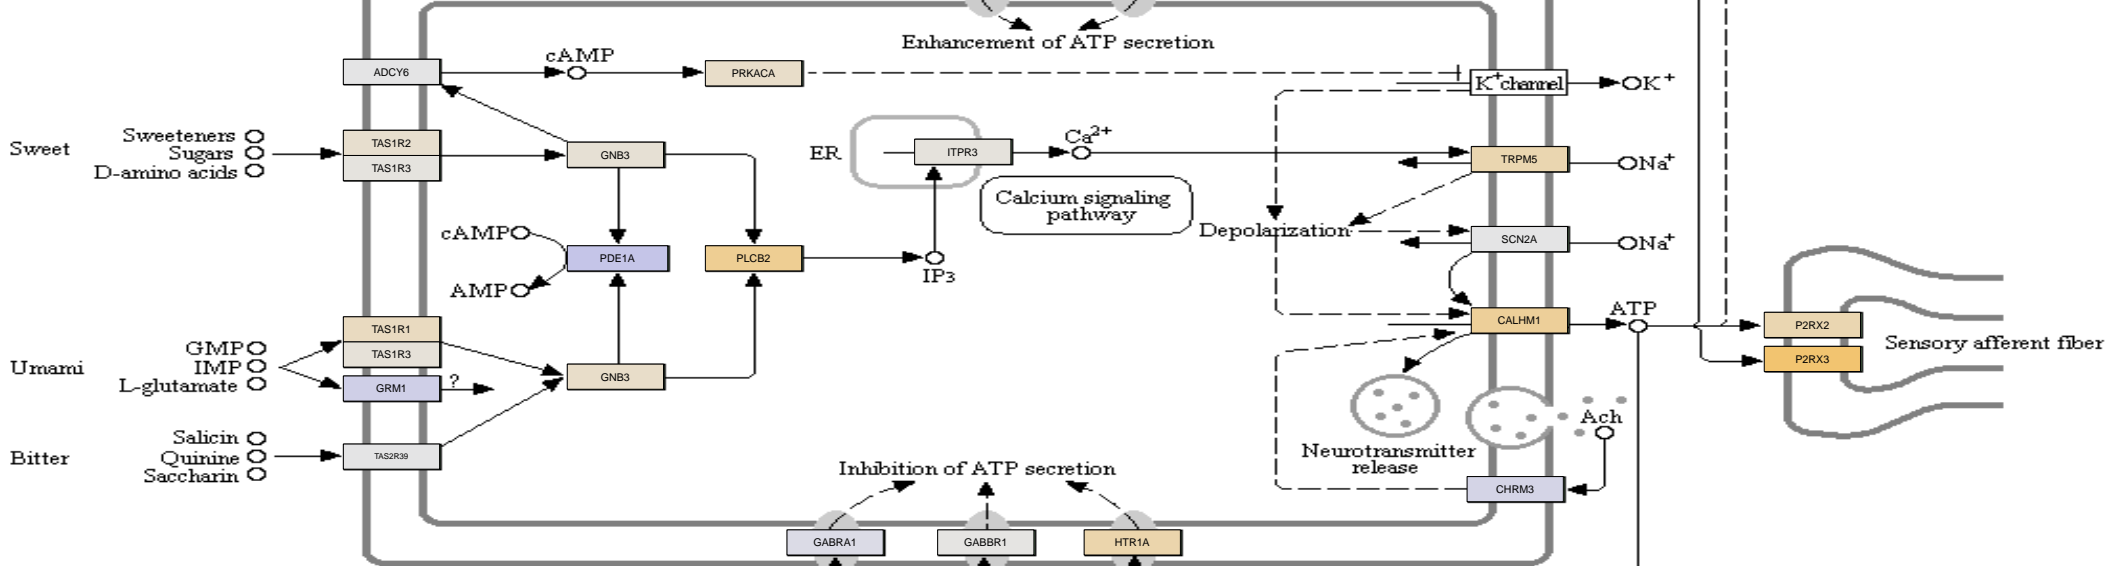 Enhancement of ATP secretion
cAMP
ADCY6
PRKACA
K⁺channel
K⁺
Sweet
Sweeteners
Sugars
D-amino acids
TAS1R2
TAS1R3
GNB3
ER
ITPR3
Ca²⁺
TRPM5
Na⁺
Calcium signaling
pathway
Depolarization
SCN2A
Na⁺
cAMP
AMP
PDE1A
PLCB2
IP3
Umami
GMP
IMP
L-glutamate
TAS1R1
TAS1R3
GRM1
?
GNB3
CALHM1
ATP
P2RX2
P2RX3
Sensory afferent fiber
Bitter
Salicin
Quinine
Saccharin
TAS2R39
Neurotransmitter
release
Ach
CHRM3
Inhibition of ATP secretion
GABRA1
GABBR1
HTR1A